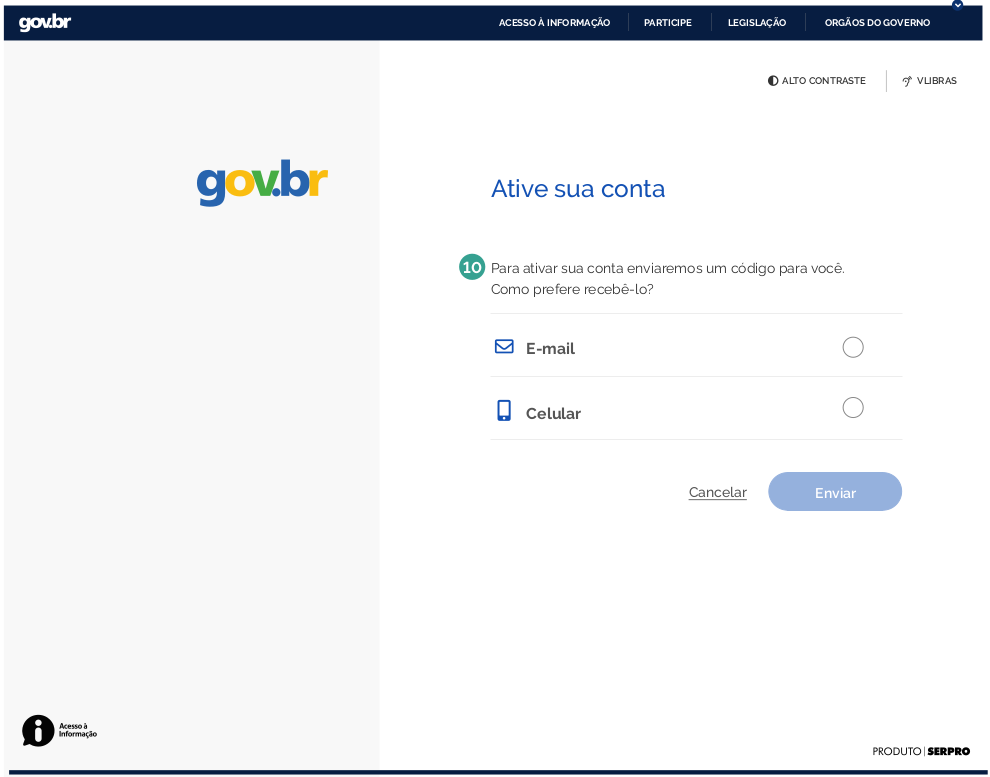 gov.br
ACESSO À INFORMAÇÃO
PARTICIPE
LEGISLAÇÃO
ORGÃOS DO GOVERNO
ALTO CONTRASTE
VLIBRAS
gov.br
Ative sua conta
10 Para ativar sua conta enviaremos um código para você.
Como prefere recebê-lo?
E-mail
Celular
Cancelar
Enviar
Acesso à
Informação
PRODUTO | SERPRO